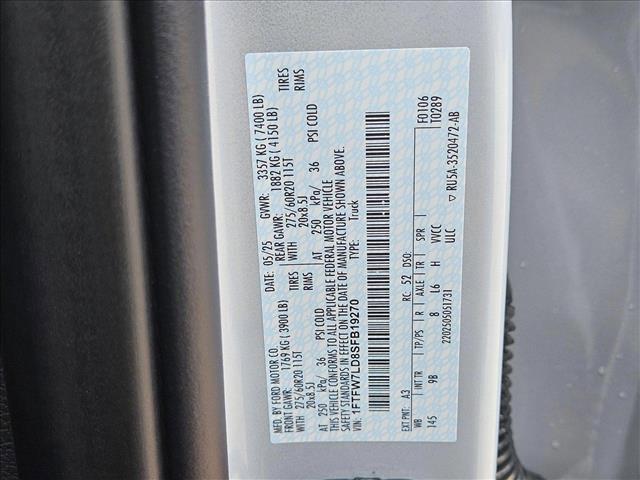 MFD. BY FORD MOTOR CO.
DATE: 05/25 GVWR: 3357 KG ( 7400 LB)
FRONT GAWR: REAR GAWR:
1769 KG (3900 LB) 1882 KG ( 4150 LB)
WITH TIRES WITH TIRES
275/60R20 115T 275/60R20 115T
20x8.5J RIMS 20x8.5J RIMS
AT 250 kPa/ 36 PSI COLD AT 250 kPa/ 36 PSI COLD
THIS VEHICLE CONFORMS TO ALL APPLICABLE FEDERAL MOTOR VEHICLE
SAFETY STANDARDS IN EFFECT ON THE DATE OF MANUFACTURE SHOWN ABOVE.
VIN: 1FTFW7LD8SFB19270 Truck
F0106
T0289
EXT PNT: A3 RC: 52 DSO:
WB INT TR TP/PS R AXLE TR SPR
145 9B 8 L6 H VVCC
ULC
2202505051731
▽ RU5A-3520472-AB